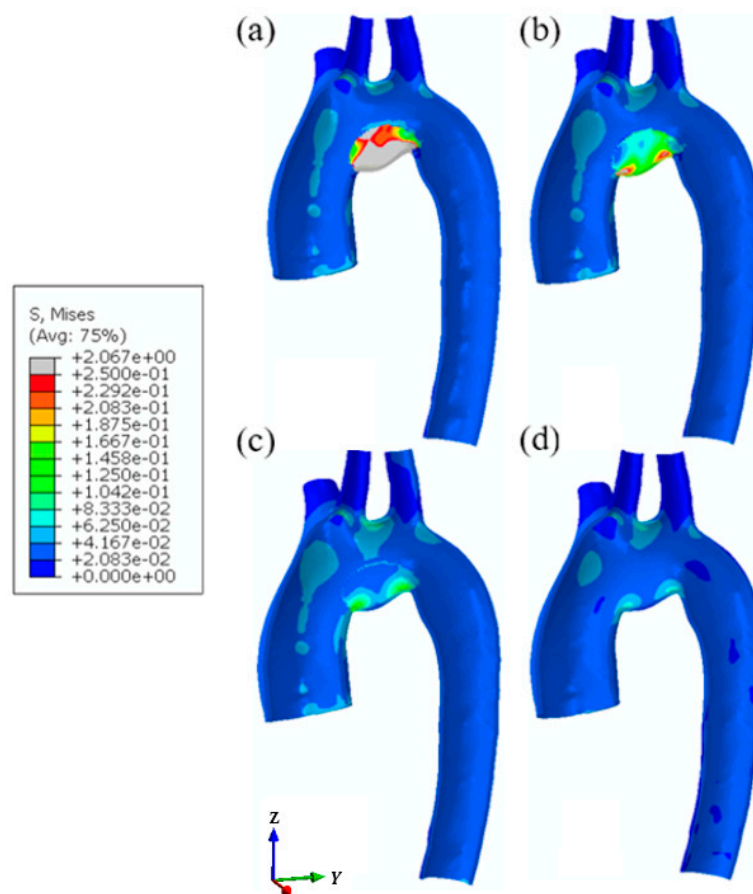 (a)
(b)
S, Mises
(Avg: 75%)
+2.067e+00
+2.500e-01
+2.292e-01
+2.083e-01
+1.875e-01
+1.667e-01
+1.458e-01
+1.250e-01
+1.042e-01
+8.333e-02
+6.250e-02
+4.167e-02
+2.083e-02
+0.000e+00
(c)
(d)
Z
Y